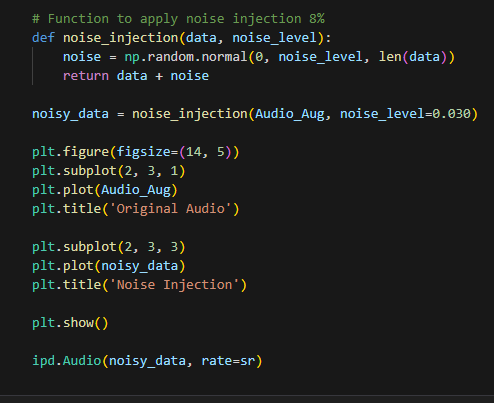 # Function to apply noise injection 8%
def noise_injection(data, noise_level):
    noise = np.random.normal(0, noise_level, len(data))
    return data + noise
noisy_data = noise_injection(Audio_Aug, noise_level=0.030)
plt.figure(figsize=(14, 5))
plt.subplot(2, 3, 1)
plt.plot(Audio_Aug)
plt.title('Original Audio')
plt.subplot(2, 3, 3)
plt.plot(noisy_data)
plt.title('Noise Injection')
plt.show()
ipd.Audio(noisy_data, rate=sr)